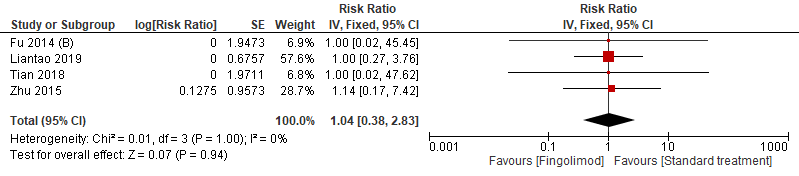 Risk Ratio Risk Ratio
Study or Subgroup log[Risk Ratio] SE Weight IV, Fixed, 95% CI IV, Fixed, 95% CI
Fu 2014 (B) 0 1.9473 6.9% 1.00 [0.02, 45.45]
Liantao 2019 0 0.6757 57.6% 1.00 [0.27, 3.76]
Tian 2018 0 1.9711 6.8% 1.00 [0.02, 47.62]
Zhu 2015 0.1275 0.9573 28.7% 1.14 [0.17, 7.42]
Total (95% CI) 100.0% 1.04 [0.38, 2.83]
Heterogeneity: Chi² = 0.01, df = 3 (P = 1.00); I² = 0%
Test for overall effect: Z = 0.07 (P = 0.94)
0.001 0.1 1 10 1000
Favours [Fingolimod] Favours [Standard treatment]